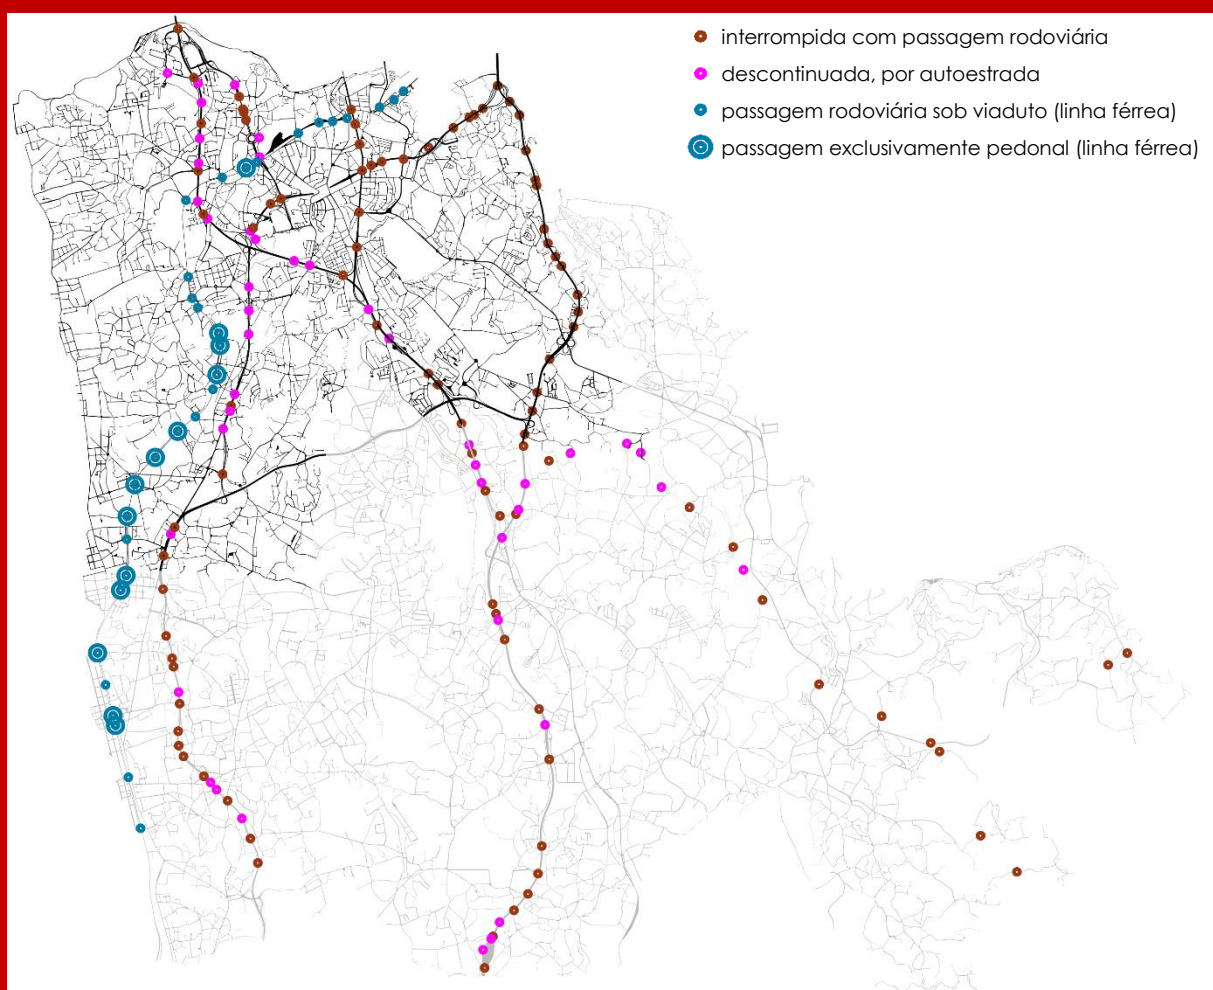 interrompida com passagem rodoviária
descontinuada, por autoestrada
passagem rodoviária sob viaduto (linha férrea)
passagem exclusivamente pedonal (linha férrea)